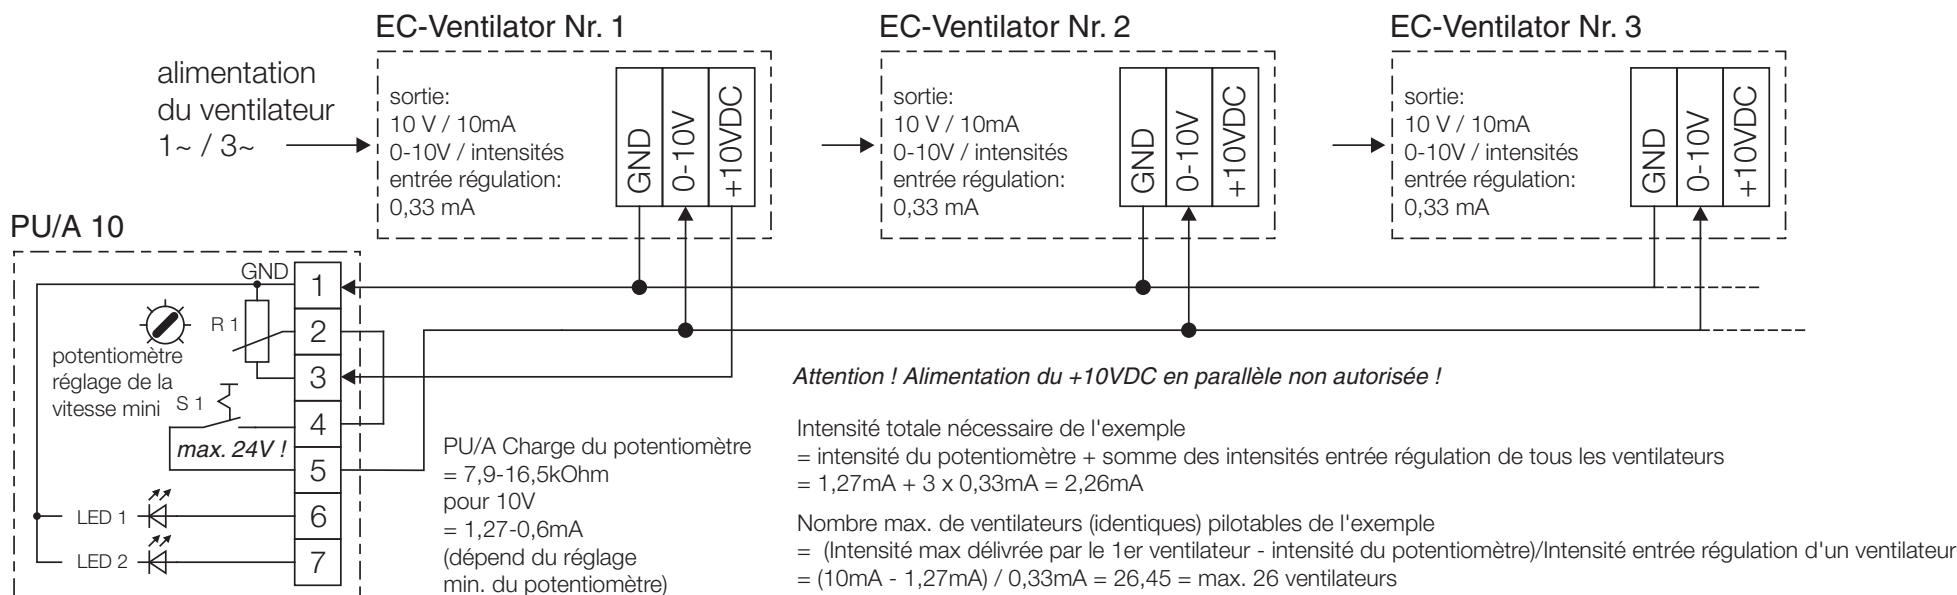 EC-Ventilator Nr. 1
EC-Ventilator Nr. 2
EC-Ventilator Nr. 3
alimentation
du ventilateur
1~ / 3~
sortie:
10 V / 10mA
0-10V / intensités
entrée régulation:
0,33 mA
GND
0-10V
+10VDC
sortie:
10 V / 10mA
0-10V / intensités
entrée régulation:
0,33 mA
GND
0-10V
+10VDC
sortie:
10 V / 10mA
0-10V / intensités
entrée régulation:
0,33 mA
GND
0-10V
+10VDC
PU/A 10
GND
1
2
3
4
5
6
7
R 1
potentiomètre
réglage de la
vitesse mini
S 1
max. 24V !
LED 1
LED 2
PU/A Charge du potentiomètre
= 7,9-16,5kOhm
pour 10V
= 1,27-0,6mA
(dépend du réglage
min. du potentiomètre)
Attention ! Alimentation du +10VDC en parallèle non autorisée !
Intensité totale nécessaire de l'exemple
= intensité du potentiomètre + somme des intensités entrée régulation de tous les ventilateurs
= 1,27mA + 3 x 0,33mA = 2,26mA
Nombre max. de ventilateurs (identiques) pilotables de l'exemple
= (Intensité max délivrée par le 1er ventilateur - intensité du potentiomètre)/Intensité entrée régulation d'un ventilateur
= (10mA - 1,27mA) / 0,33mA = 26,45 = max. 26 ventilateurs